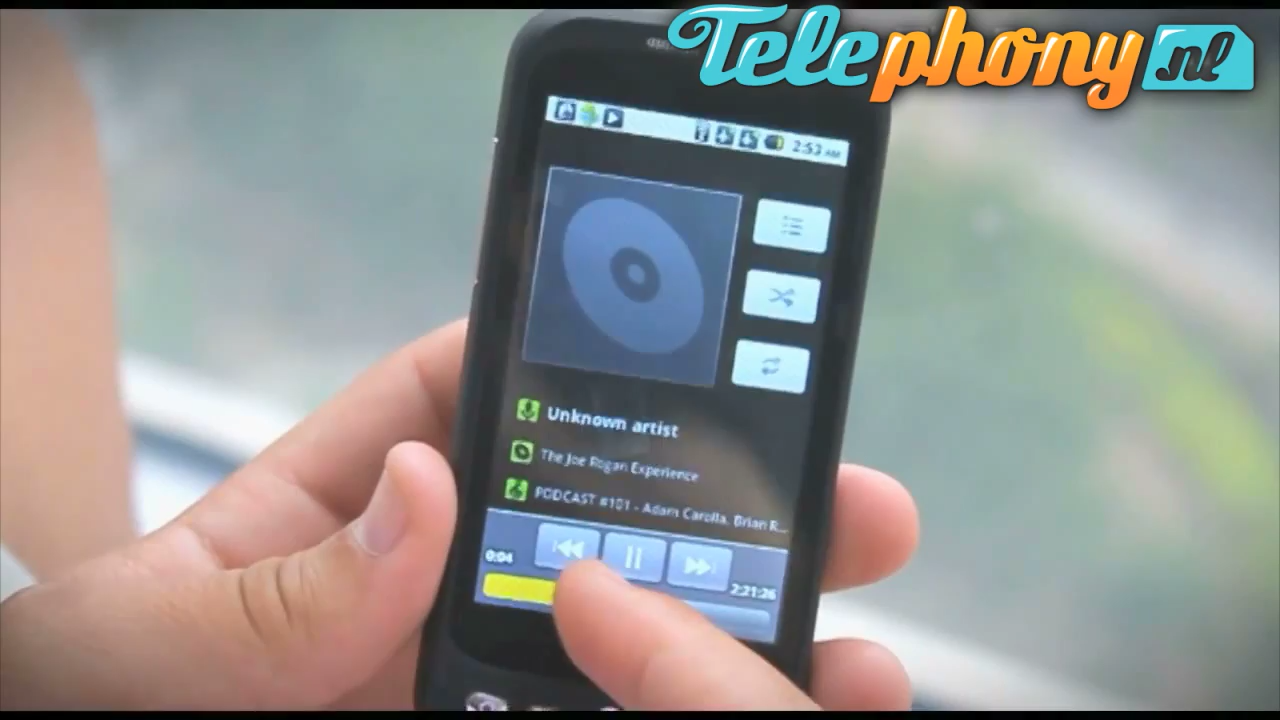 Telephony.nl
2:53 AM
Unknown artist
The Joe Rogan Experience
PODCAST #101 - Adam Carolla, Brian R...
0:04
2:21:26